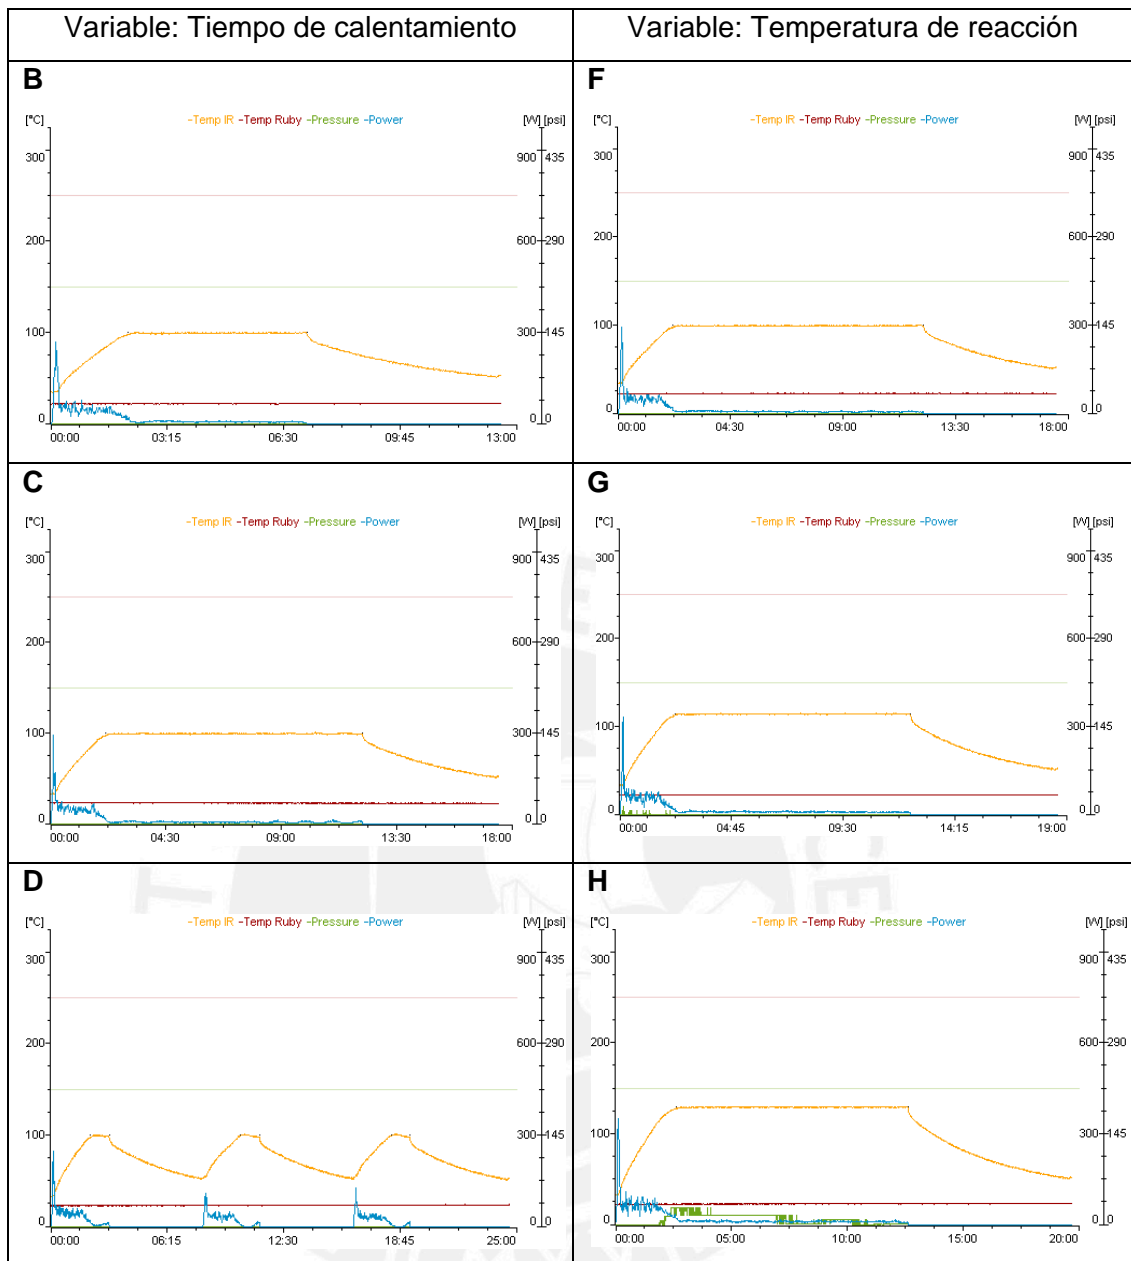 Variable: Tiempo de calentamiento
Variable: Temperatura de reacción
B
[°C] -Temp IR -Temp Ruby -Pressure -Power [W] [psi]
300 900 435
200 600 290
100 300 145
0 0 0
00:00 03:15 06:30 09:45 13:00
F
[°C] -Temp IR -Temp Ruby -Pressure -Power [W] [psi]
300 900 435
200 600 290
100 300 145
0 0 0
00:00 04:30 09:00 13:30 18:00
C
[°C] -Temp IR -Temp Ruby -Pressure -Power [W] [psi]
300 900 435
200 600 290
100 300 145
0 0 0
00:00 04:30 09:00 13:30 18:00
G
[°C] -Temp IR -Temp Ruby -Pressure -Power [W] [psi]
300 900 435
200 600 290
100 300 145
0 0 0
00:00 04:45 09:30 14:15 19:00
D
[°C] -Temp IR -Temp Ruby -Pressure -Power [W] [psi]
300 900 435
200 600 290
100 300 145
0 0 0
00:00 06:15 12:30 18:45 25:00
H
[°C] -Temp IR -Temp Ruby -Pressure -Power [W] [psi]
300 900 435
200 600 290
100 300 145
0 0 0
00:00 05:00 10:00 15:00 20:00